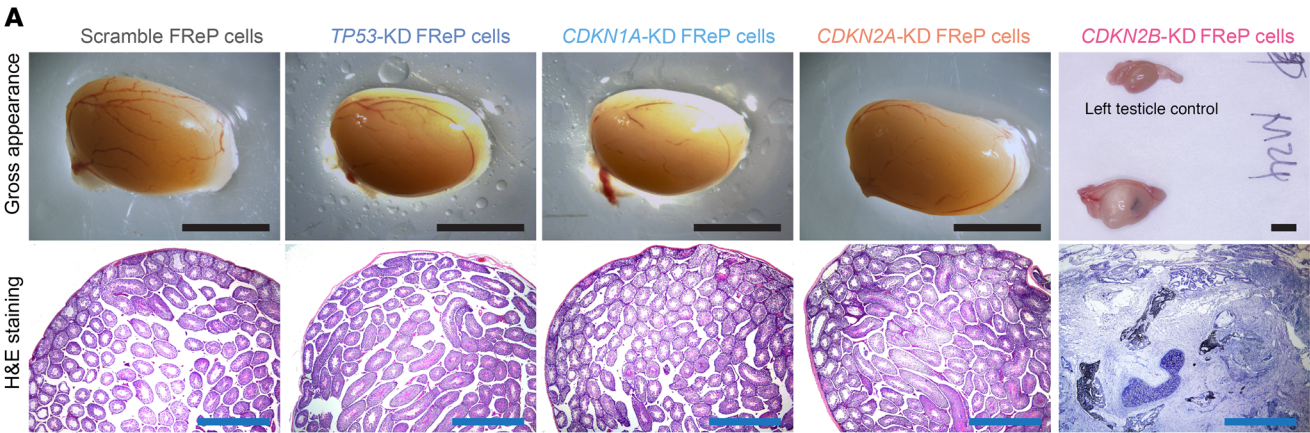 A
Scramble FReP cells
TP53-KD FReP cells
CDKN1A-KD FReP cells
CDKN2A-KD FReP cells
CDKN2B-KD FReP cells
Gross appearance
Left testicle control
M24
H&E staining